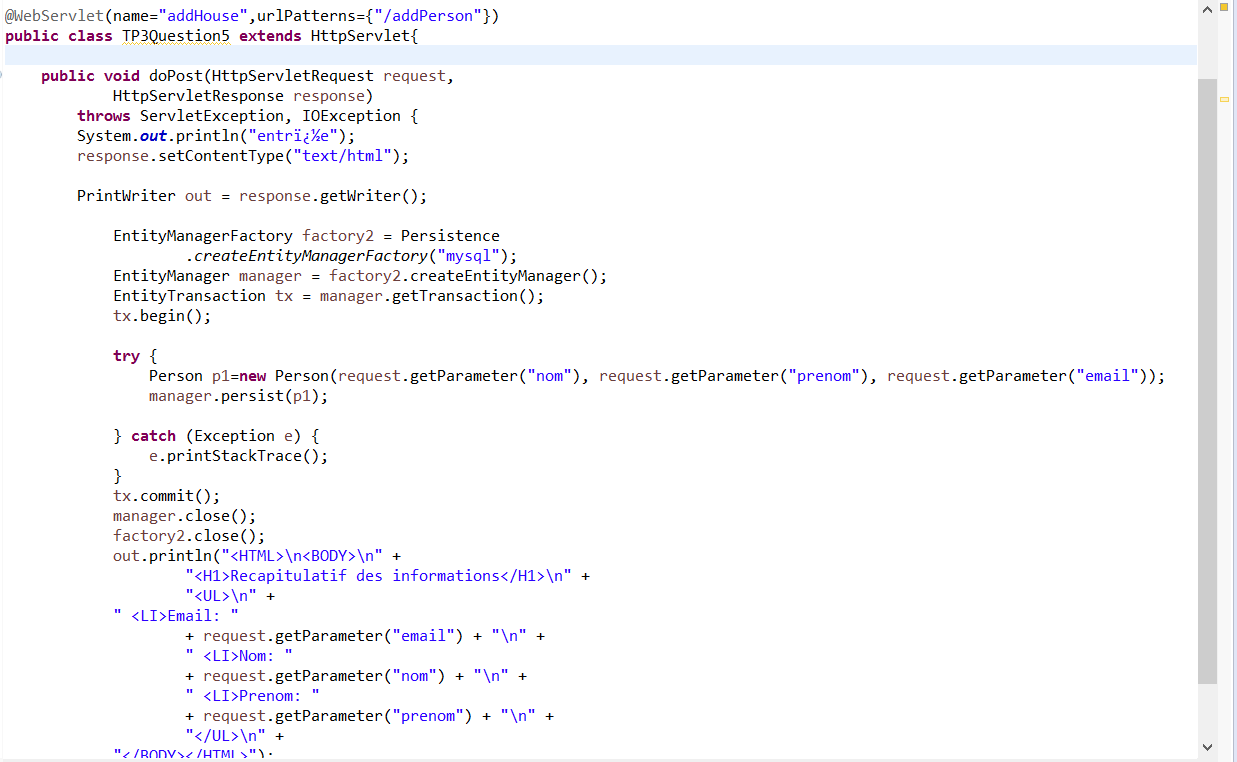 @WebServlet(name="addHouse",urlPatterns={"/addPerson"})
public class TP3Question5 extends HttpServlet{
public void doPost(HttpServletRequest request,
HttpServletResponse response)
throws ServletException, IOException {
System.out.println("entrï¿½e");
response.setContentType("text/html");
PrintWriter out = response.getWriter();
EntityManagerFactory factory2 = Persistence
.createEntityManagerFactory("mysql");
EntityManager manager = factory2.createEntityManager();
EntityTransaction tx = manager.getTransaction();
tx.begin();
try {
Person p1=new Person(request.getParameter("nom"), request.getParameter("prenom"), request.getParameter("email"));
manager.persist(p1);
} catch (Exception e) {
e.printStackTrace();
}
tx.commit();
manager.close();
factory2.close();
out.println("<HTML>\n<BODY>\n" +
"<H1>Recapitulatif des informations</H1>\n" +
"<UL>\n" +
" <LI>Email: "
+ request.getParameter("email") + "\n" +
" <LI>Nom: "
+ request.getParameter("nom") + "\n" +
" <LI>Prenom: "
+ request.getParameter("prenom") + "\n" +
"</UL>\n" +
"</BODY></HTML>");